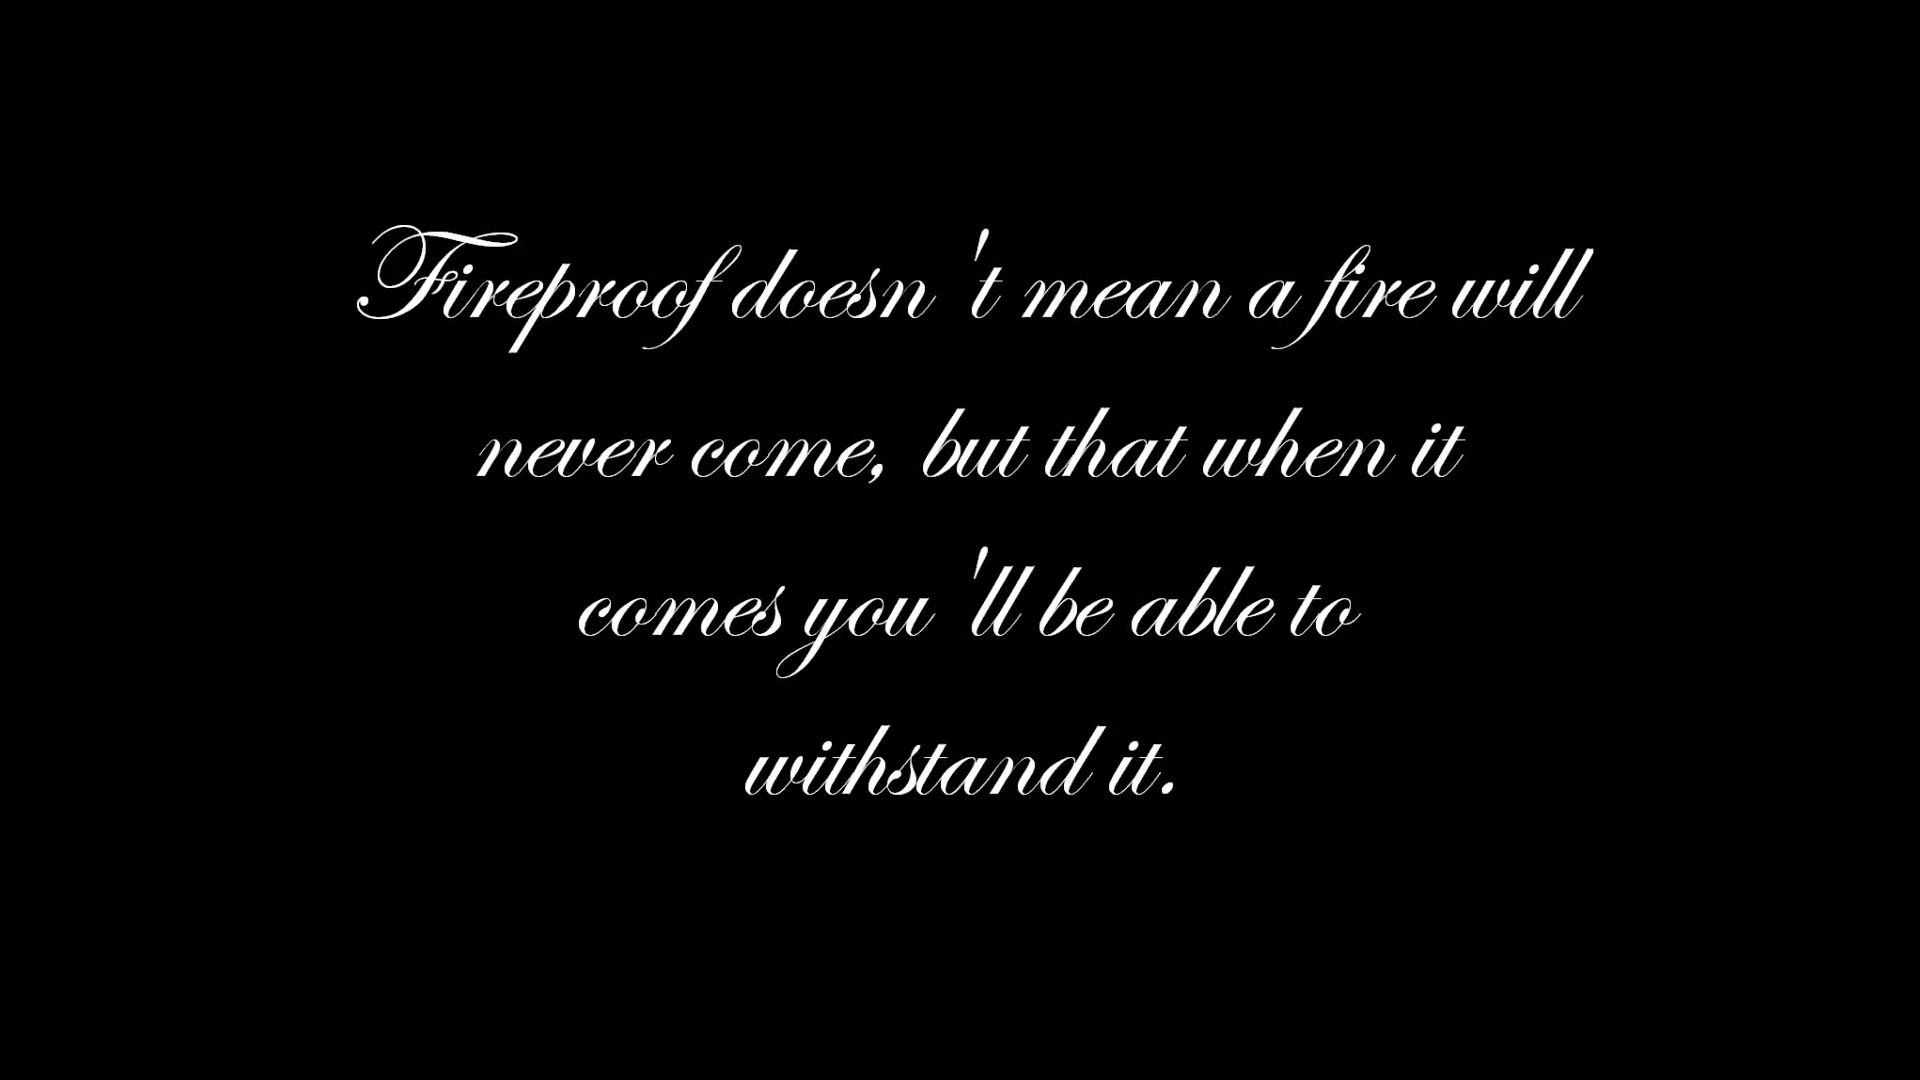 Fireproof doesn't mean a fire will
never come, but that when it
comes you'll be able to
withstand it.